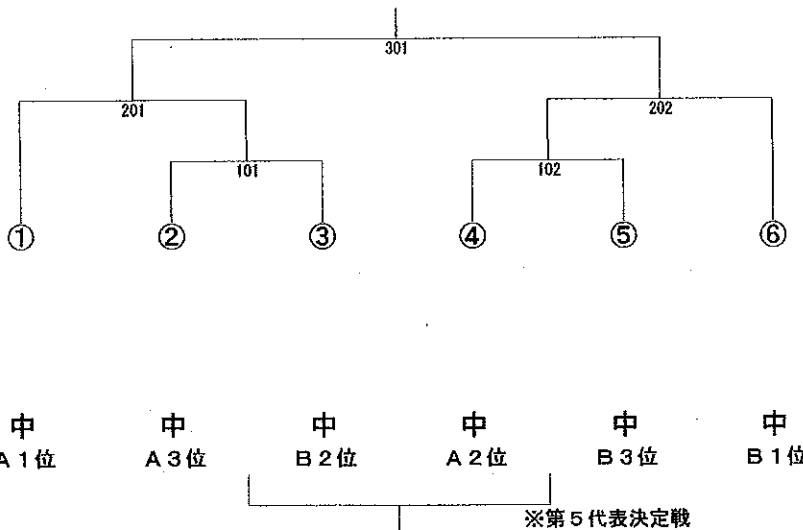 301
201 202
101 102
① ② ③ ④ ⑤ ⑥
中 中 中 中 中 中
A1位 A3位 B2位 A2位 B3位 B1位
※第5代表決定戦